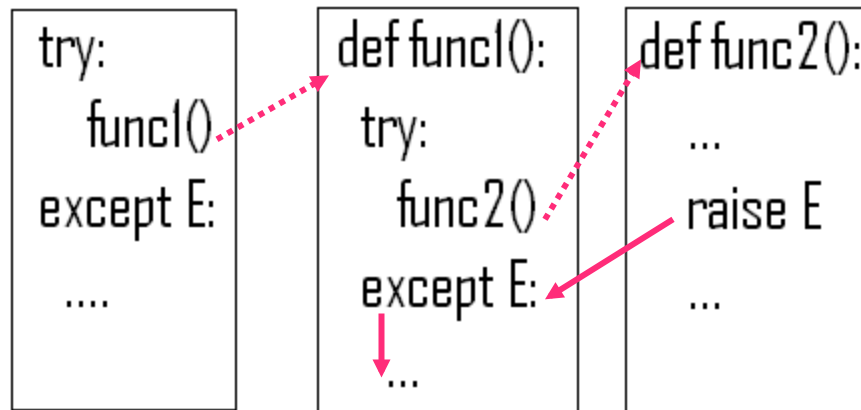 try:
func1()
except E:
....
def func1():
try:
func2()
except E:
...
def func2():
...
raise E
...